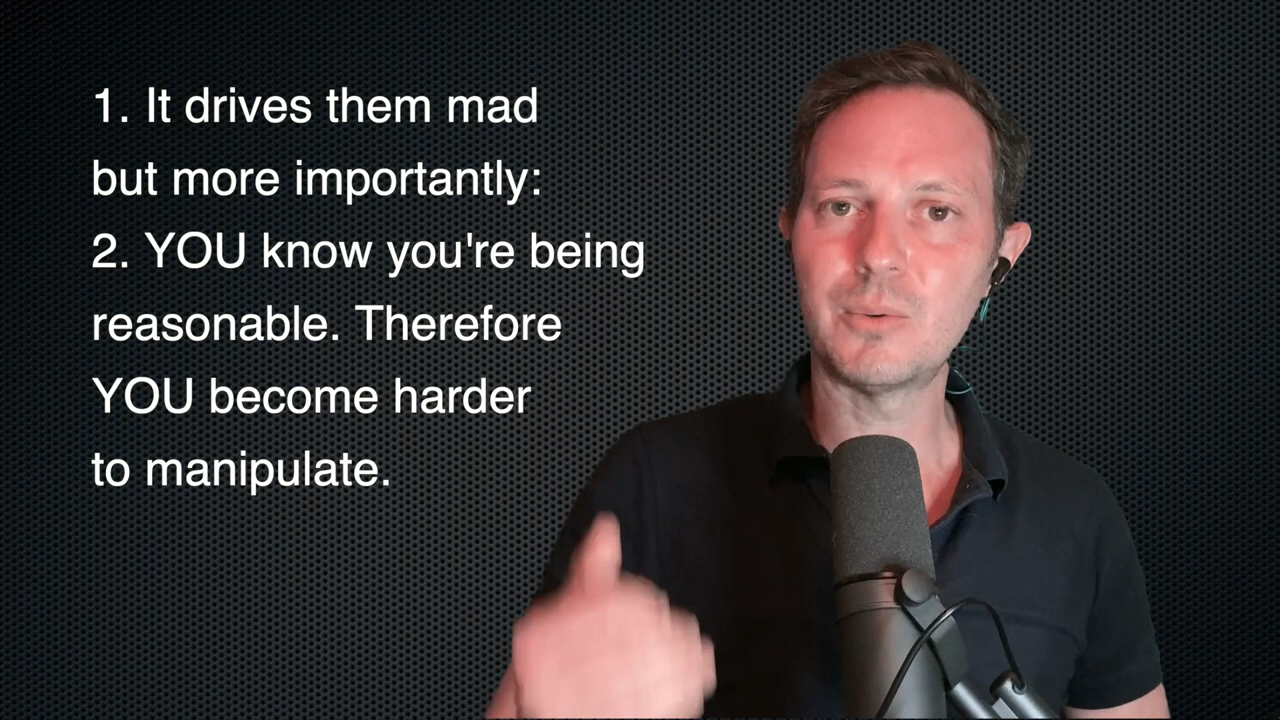 1. It drives them mad
but more importantly:
2. YOU know you're being
reasonable. Therefore
YOU become harder
to manipulate.